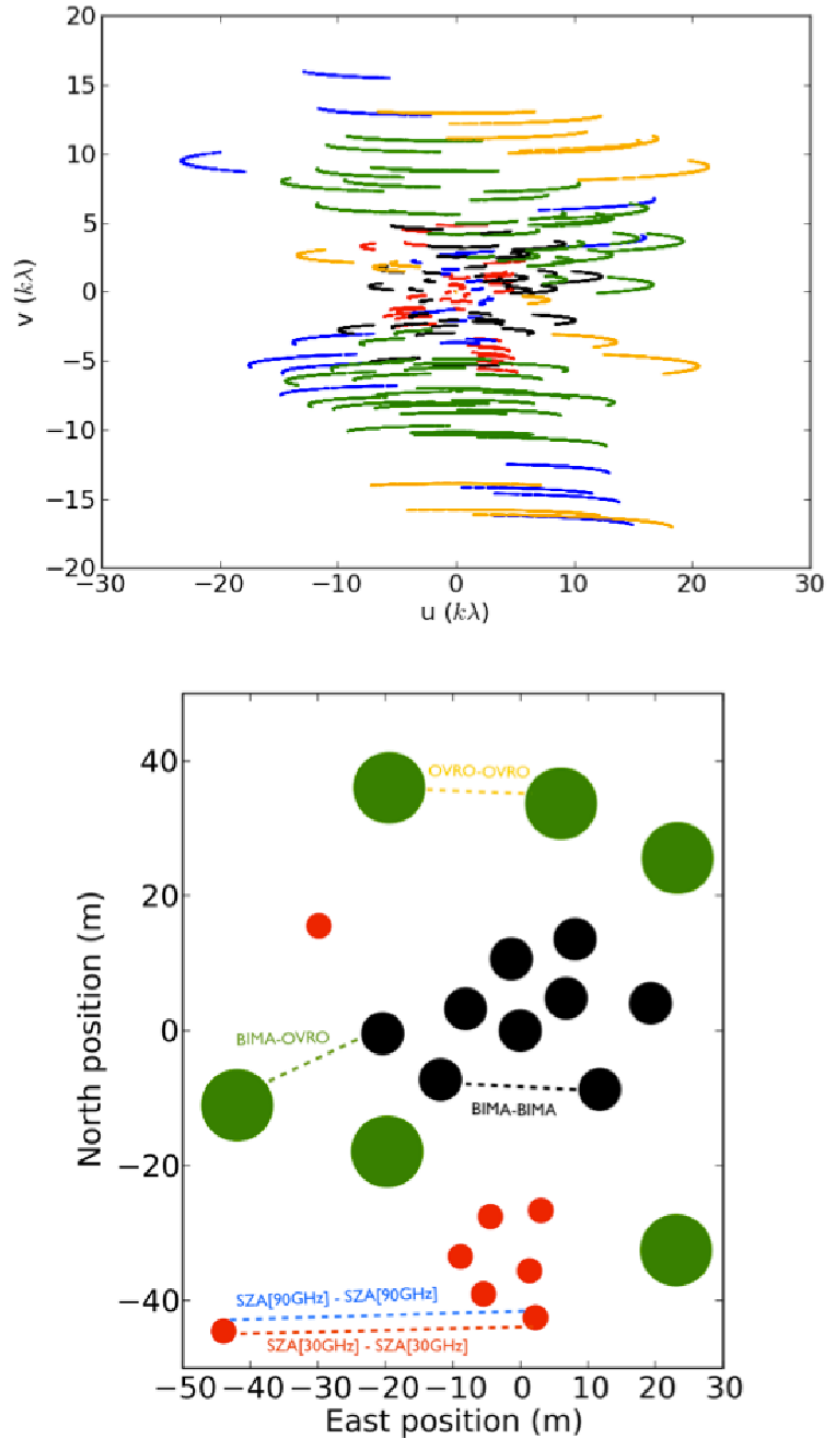 20
15
10
5
0
−5
−10
−15
−20
v (kλ)
−30
−20
−10
0
10
20
30
u (kλ)
40
20
0
−20
−40
North position (m)
OVRO-OVRO
BIMA-OVRO
BIMA-BIMA
SZA[90GHz] - SZA[90GHz]
SZA[30GHz] - SZA[30GHz]
−50 −40 −30 −20 −10 0 10 20 30
East position (m)